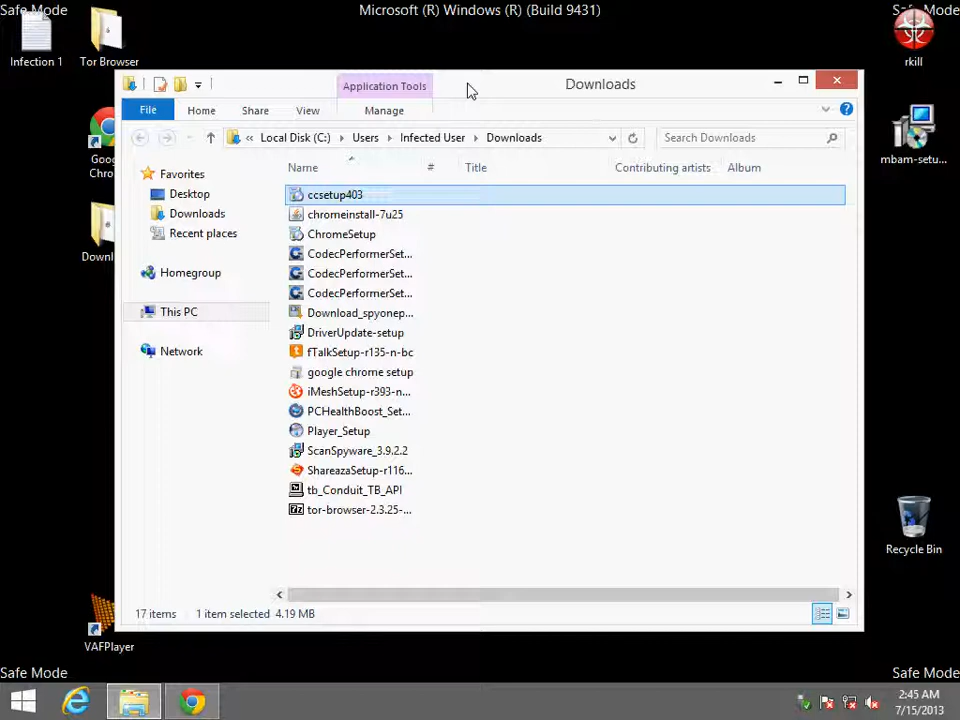 Safe Mode
Microsoft (R) Windows (R) (Build 9431)
Safe Mode
Infection 1
Tor Browser
rkill
Application Tools
Downloads
File
Home
Share
View
Manage
« Local Disk (C:) Users Infected User Downloads
Search Downloads
Favorites
Desktop
Downloads
Recent places
Homegroup
This PC
Network
Name
#
Title
Contributing artists
Album
ccsetup403
chromeinstall-7u25
ChromeSetup
CodecPerformerSet...
CodecPerformerSet...
CodecPerformerSet...
Download_spyonep...
DriverUpdate-setup
fTalkSetup-r135-n-bc
google chrome setup
iMeshSetup-r393-n...
PCHealthBoost_Set...
Player_Setup
ScanSpyware_3.9.2.2
ShareazaSetup-r116...
tb_Conduit_TB_API
tor-browser-2.3.25-...
17 items
1 item selected 4.19 MB
Goo
Chro
Downl
VAFPlayer
mbam-setu...
Recycle Bin
Safe Mode
Safe Mode
2:45 AM
7/15/2013